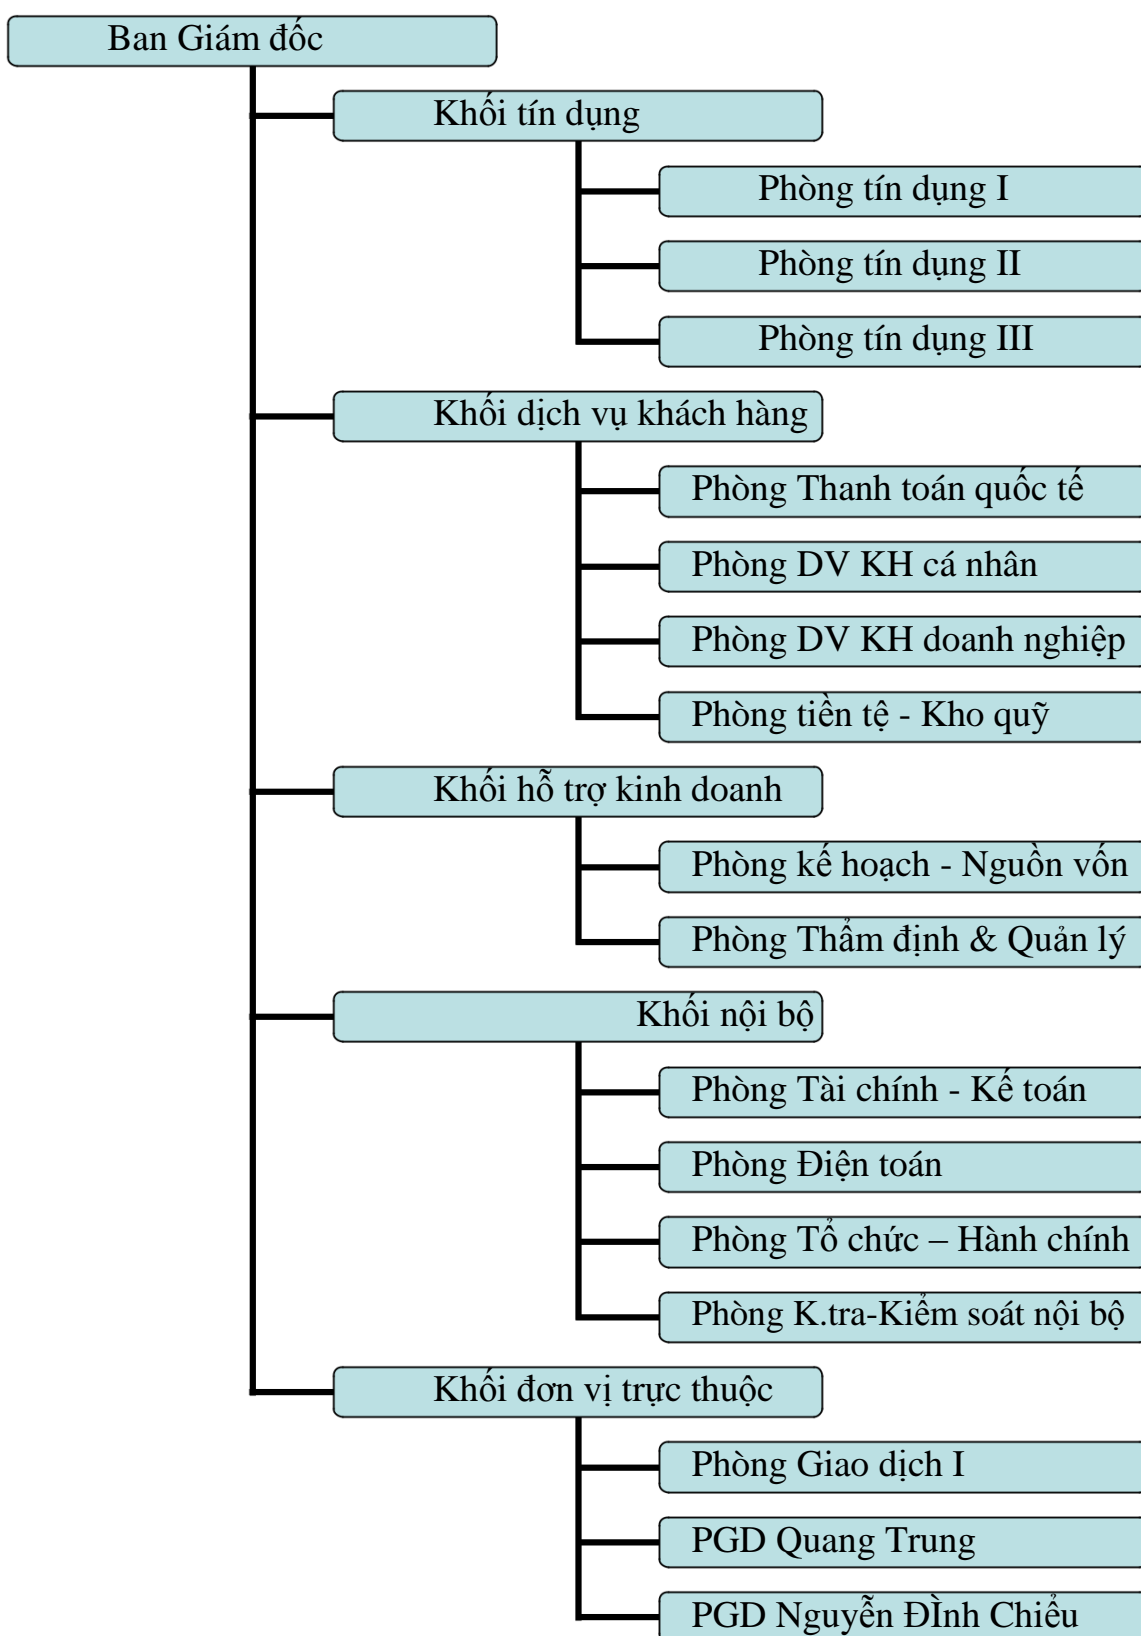 Ban Giám đốc
Khối tín dụng
Phòng tín dụng I
Phòng tín dụng II
Phòng tín dụng III
Khối dịch vụ khách hàng
Phòng Thanh toán quốc tế
Phòng DV KH cá nhân
Phòng DV KH doanh nghiệp
Phòng tiền tệ - Kho quỹ
Khối hỗ trợ kinh doanh
Phòng kế hoạch - Nguồn vốn
Phòng Thẩm định & Quản lý
Khối nội bộ
Phòng Tài chính - Kế toán
Phòng Điện toán
Phòng Tổ chức – Hành chính
Phòng K.tra-Kiểm soát nội bộ
Khối đơn vị trực thuộc
Phòng Giao dịch I
PGD Quang Trung
PGD Nguyễn ĐÌnh Chiểu